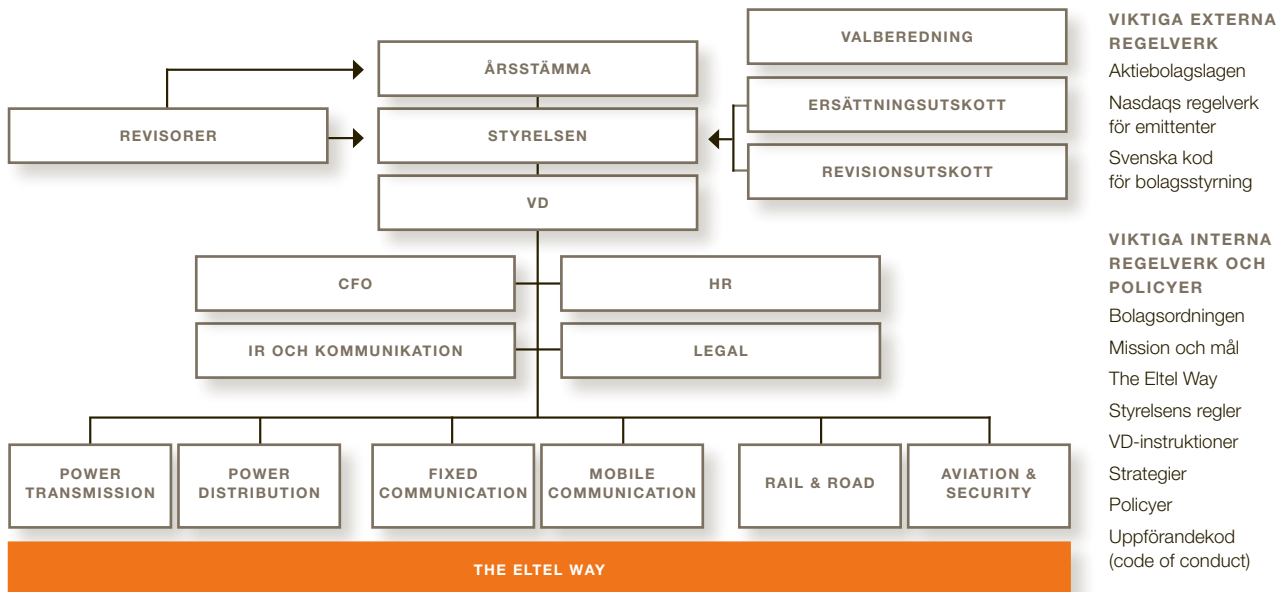 VALBEREDNING
ÅRSSTÄMMA
ERSÄTTNINGSUTSKOTT
REVISORER
STYRELSEN
REVISIONSUTSKOTT
VD
CFO
HR
IR OCH KOMMUNIKATION
LEGAL
POWER
TRANSMISSION
POWER
DISTRIBUTION
FIXED
COMMUNICATION
MOBILE
COMMUNICATION
RAIL & ROAD
AVIATION &
SECURITY
THE ELTEL WAY
VIKTIGA EXTERNA
REGELVERK
Aktiebolagslagen
Nasdaqs regelverk
för emittenter
Svenska kod
för bolagsstyrning
VIKTIGA INTERNA
REGELVERK OCH
POLICYER
Bolagsordningen
Mission och mål
The Eltel Way
Styrelsens regler
VD-instruktioner
Strategier
Policyer
Uppförandekod
(code of conduct)